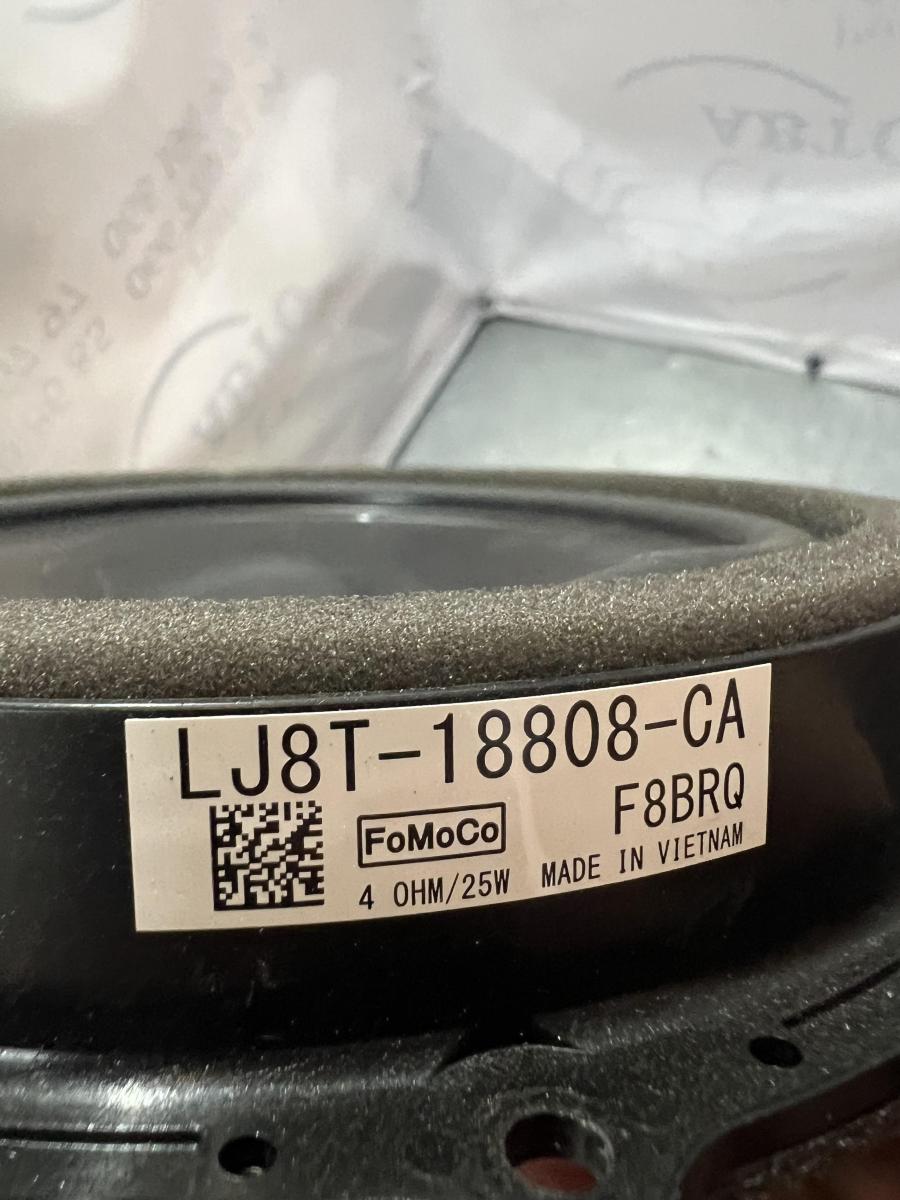 LJ8T-18808-CA
F8BRQ
FoMoCo
4 OHM/25W MADE IN VIETNAM